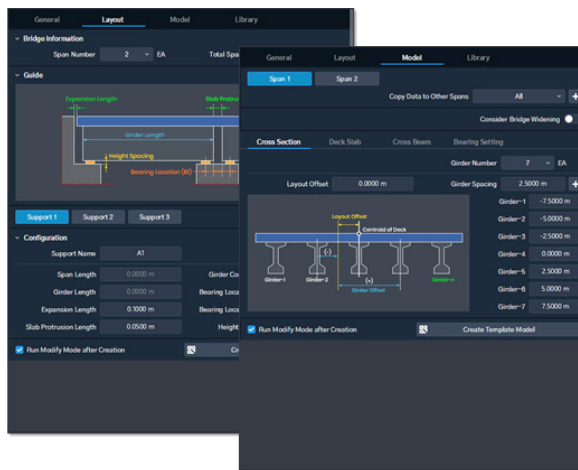 General Layout Model Library
Bridge Information
Span Number 2 EA Total Spa
Guide
Expansion Length Slab Protrus
Girder Length
Height Spacing
Bearing Location (B)
Support 1 Support 2 Support 3
Configuration
Support Name A1
Span Length 0.0000 m Girder Co
Girder Length 0.0000 m Bearing Loca
Expansion Length 0.1000 m Bearing Loca
Slab Protrusion Length 0.0500 m Height
Run Modify Mode after Creation Cr
General Layout Model Library
Span 1 Span 2
Copy Data to Other Spans All
Consider Bridge Widening
Cross Section Deck Slab Cross Beam Bearing Setting
Girder Number 7 EA
Layout Offset 0.0000 m Girder Spacing 2.5000 m
Girder-1 -7.5000 m
Girder-2 -5.0000 m
Girder-3 -2.5000 m
Girder-4 0.0000 m
Girder-5 2.5000 m
Girder-6 5.0000 m
Girder-7 7.5000 m
Layout Offset
Centroid of Deck
(-)
(+)
Girder-1 Girder-2 Girder-n
Girder Offset
Run Modify Mode after Creation Create Template Model